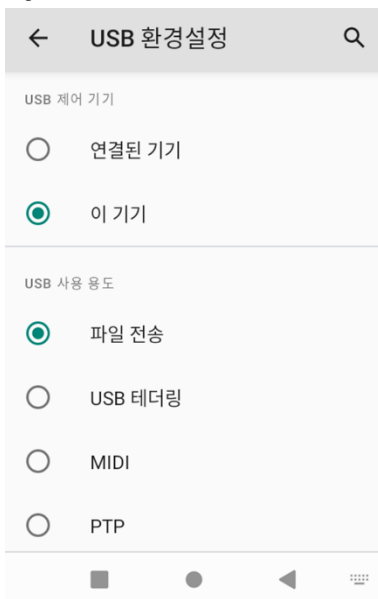 USB 환경설정
USB 제어 기기
연결된 기기
이 기기
USB 사용 용도
파일 전송
USB 테더링
MIDI
PTP